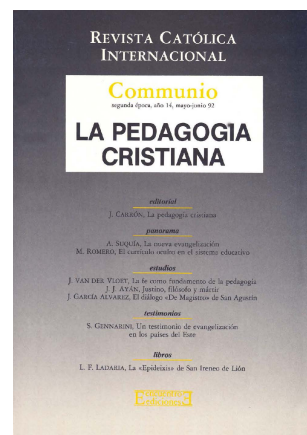 REVISTA CATÓLICA
INTERNACIONAL
Communio
segunda época, año 14, mayo-junio 92
LA PEDAGOGIA
CRISTIANA
editorial
J. CARRÓN, La pedagogía cristiana
panorama
A. SUQUÍA, La nueva evangelización
M. ROMERO, El currículo oculto en el sistema educativo
estudios
J. VAN DER VLOET, La fe como fundamento de la pedagogía
J. J. AYÁN, Justino, filósofo y mártir
J. GARCÍA ALVAREZ, El diálogo «De Magistro» de San Agustín
testimonios
S. GENNARINI, Un testimonio de evangelización
en los países del Este
libros
L. F. LADARIA, La «Epideixis» de San Ireneo de Lión